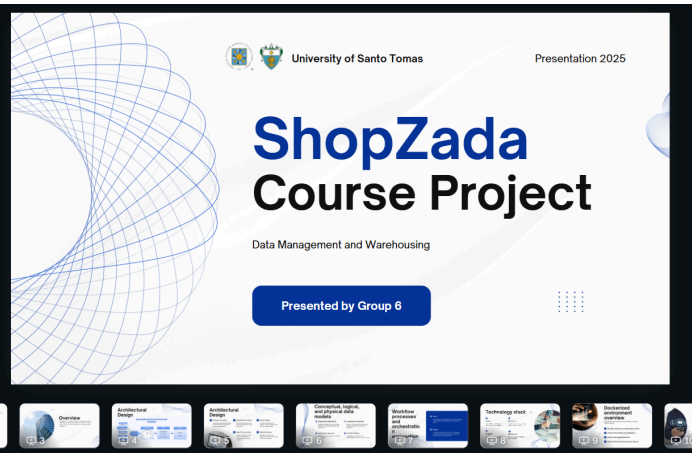 University of Santo Tomas
Presentation 2025
ShopZada
Course Project
Data Management and Warehousing
Presented by Group 6
Overview
3
Architectural
Design
4
Architectural
Design
5
Conceptual, logical,
and physical data
models
6
Workflow
processes
and
orchestratio
n
7
Technology stack
8
Dockerized
environment
overview
9
10